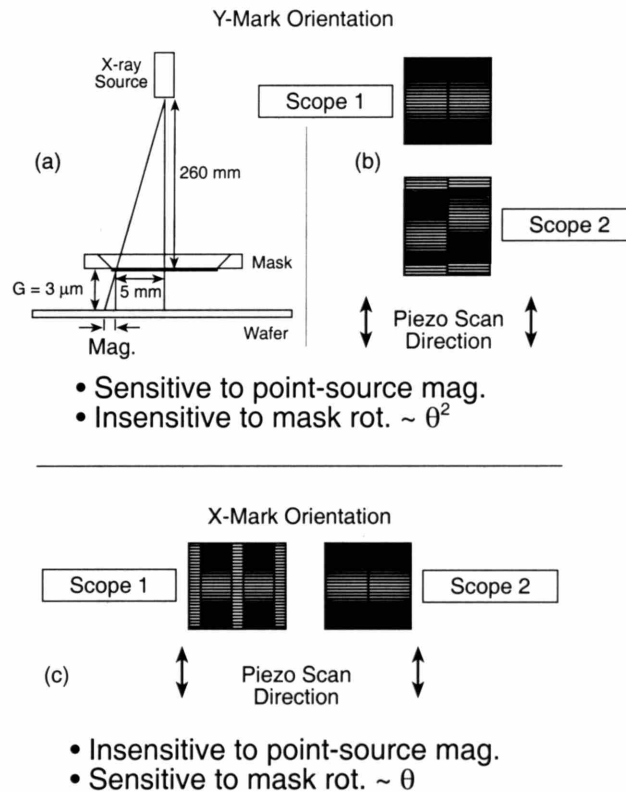 Y-Mark Orientation
X-ray
Source
Scope 1
(a)
260 mm
(b)
Scope 2
Mask
G = 3 μm
5 mm
Wafer
Mag.
Piezo Scan
Direction
• Sensitive to point-source mag.
• Insensitive to mask rot. ~ θ²
X-Mark Orientation
Scope 1
Scope 2
(c)
Piezo Scan
Direction
• Insensitive to point-source mag.
• Sensitive to mask rot. ~ θ